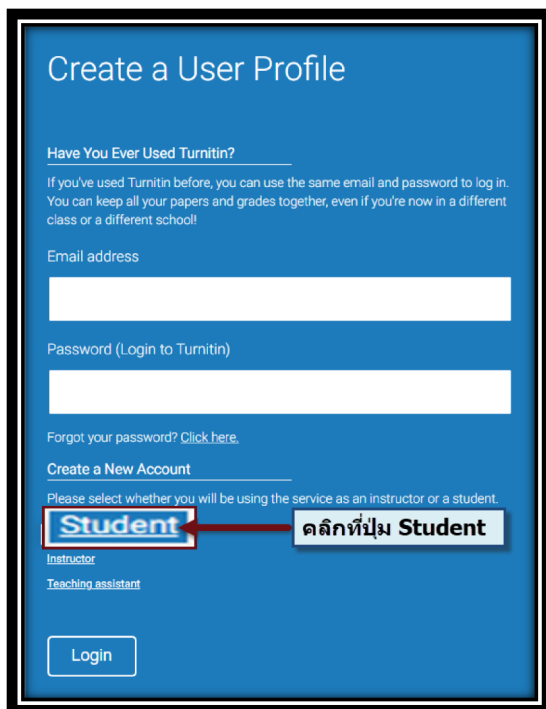 Create a User Profile
Have You Ever Used Turnitin?
If you've used Turnitin before, you can use the same email and password to log in.
You can keep all your papers and grades together, even if you're now in a different
class or a different school!
Email address
Password (Login to Turnitin)
Forgot your password? Click here.
Create a New Account
Please select whether you will be using the service as an instructor or a student.
Student
คลิกที่ปุ่ม Student
Instructor
Teaching assistant
Login